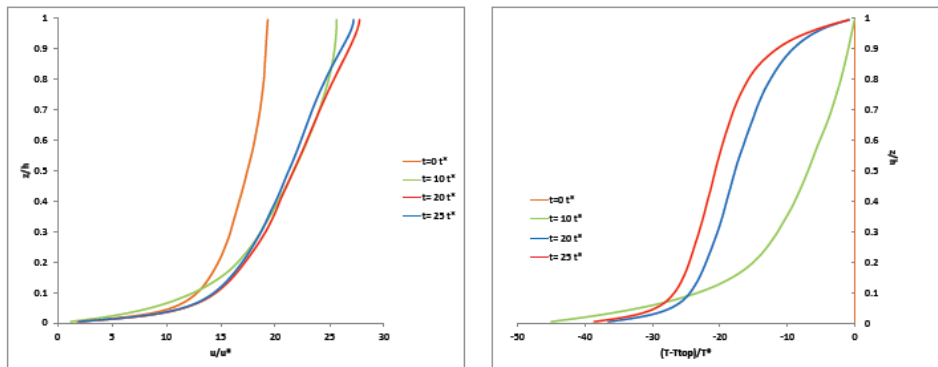 1
0.9
0.8
0.7
0.6
0.5
0.4
0.3
0.2
0.1
0
z/h
0 5 10 15 20 25 30
u/u*
t=0 t*
t= 10 t*
t= 20 t*
t= 25 t*
1
0.9
0.8
0.7
0.6
0.5
0.4
0.3
0.2
0.1
0
z/h
-50 -40 -30 -20 -10 0
(T-Ttop)/T*
t=0 t*
t= 10 t*
t= 20 t*
t= 25 t*